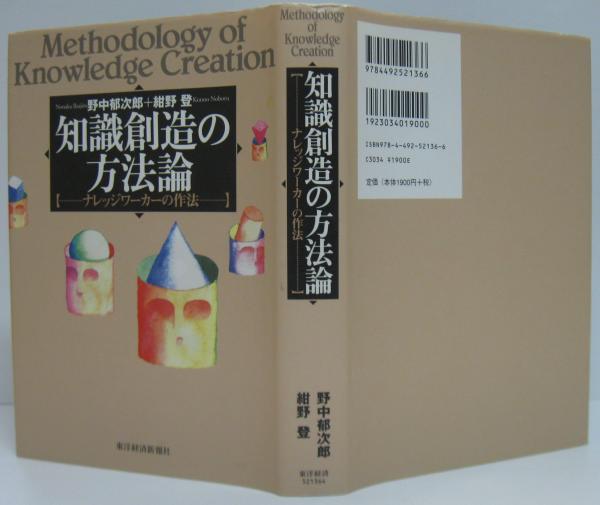 Methodology of
Knowledge Creation
Nonaka Ikujiro 野中郁次郎+紺野 登 Konno Noboru
知識創造の
方法論
【──ナレッジワーカーの作法──】
東洋経済新報社
Methodology
of
Knowledge
Creation
知識創造の方法論
【──ナレッジワーカーの作法──】
野中郁次郎
紺野 登
東洋経済
521364
9784492521366
1923034019000
ISBN978-4-492-52136-6
C3034 ¥1900E
定価(本体1900円+税)